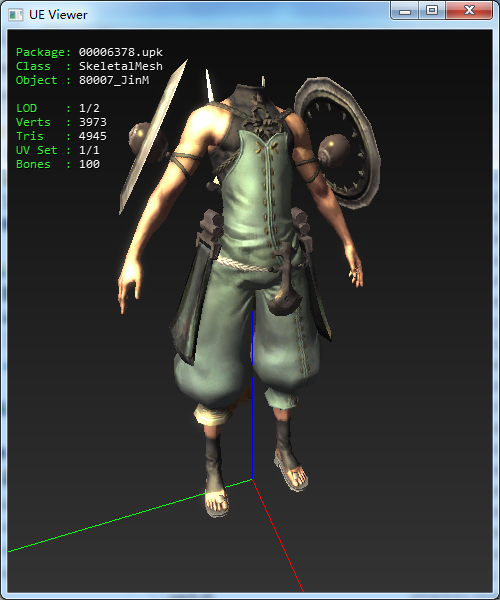 UE Viewer
Package: 00006378.upk
Class  : SkeletalMesh
Object : 80007_JinM
LOD    : 1/2
Verts  : 3973
Tris   : 4945
UV Set : 1/1
Bones  : 100